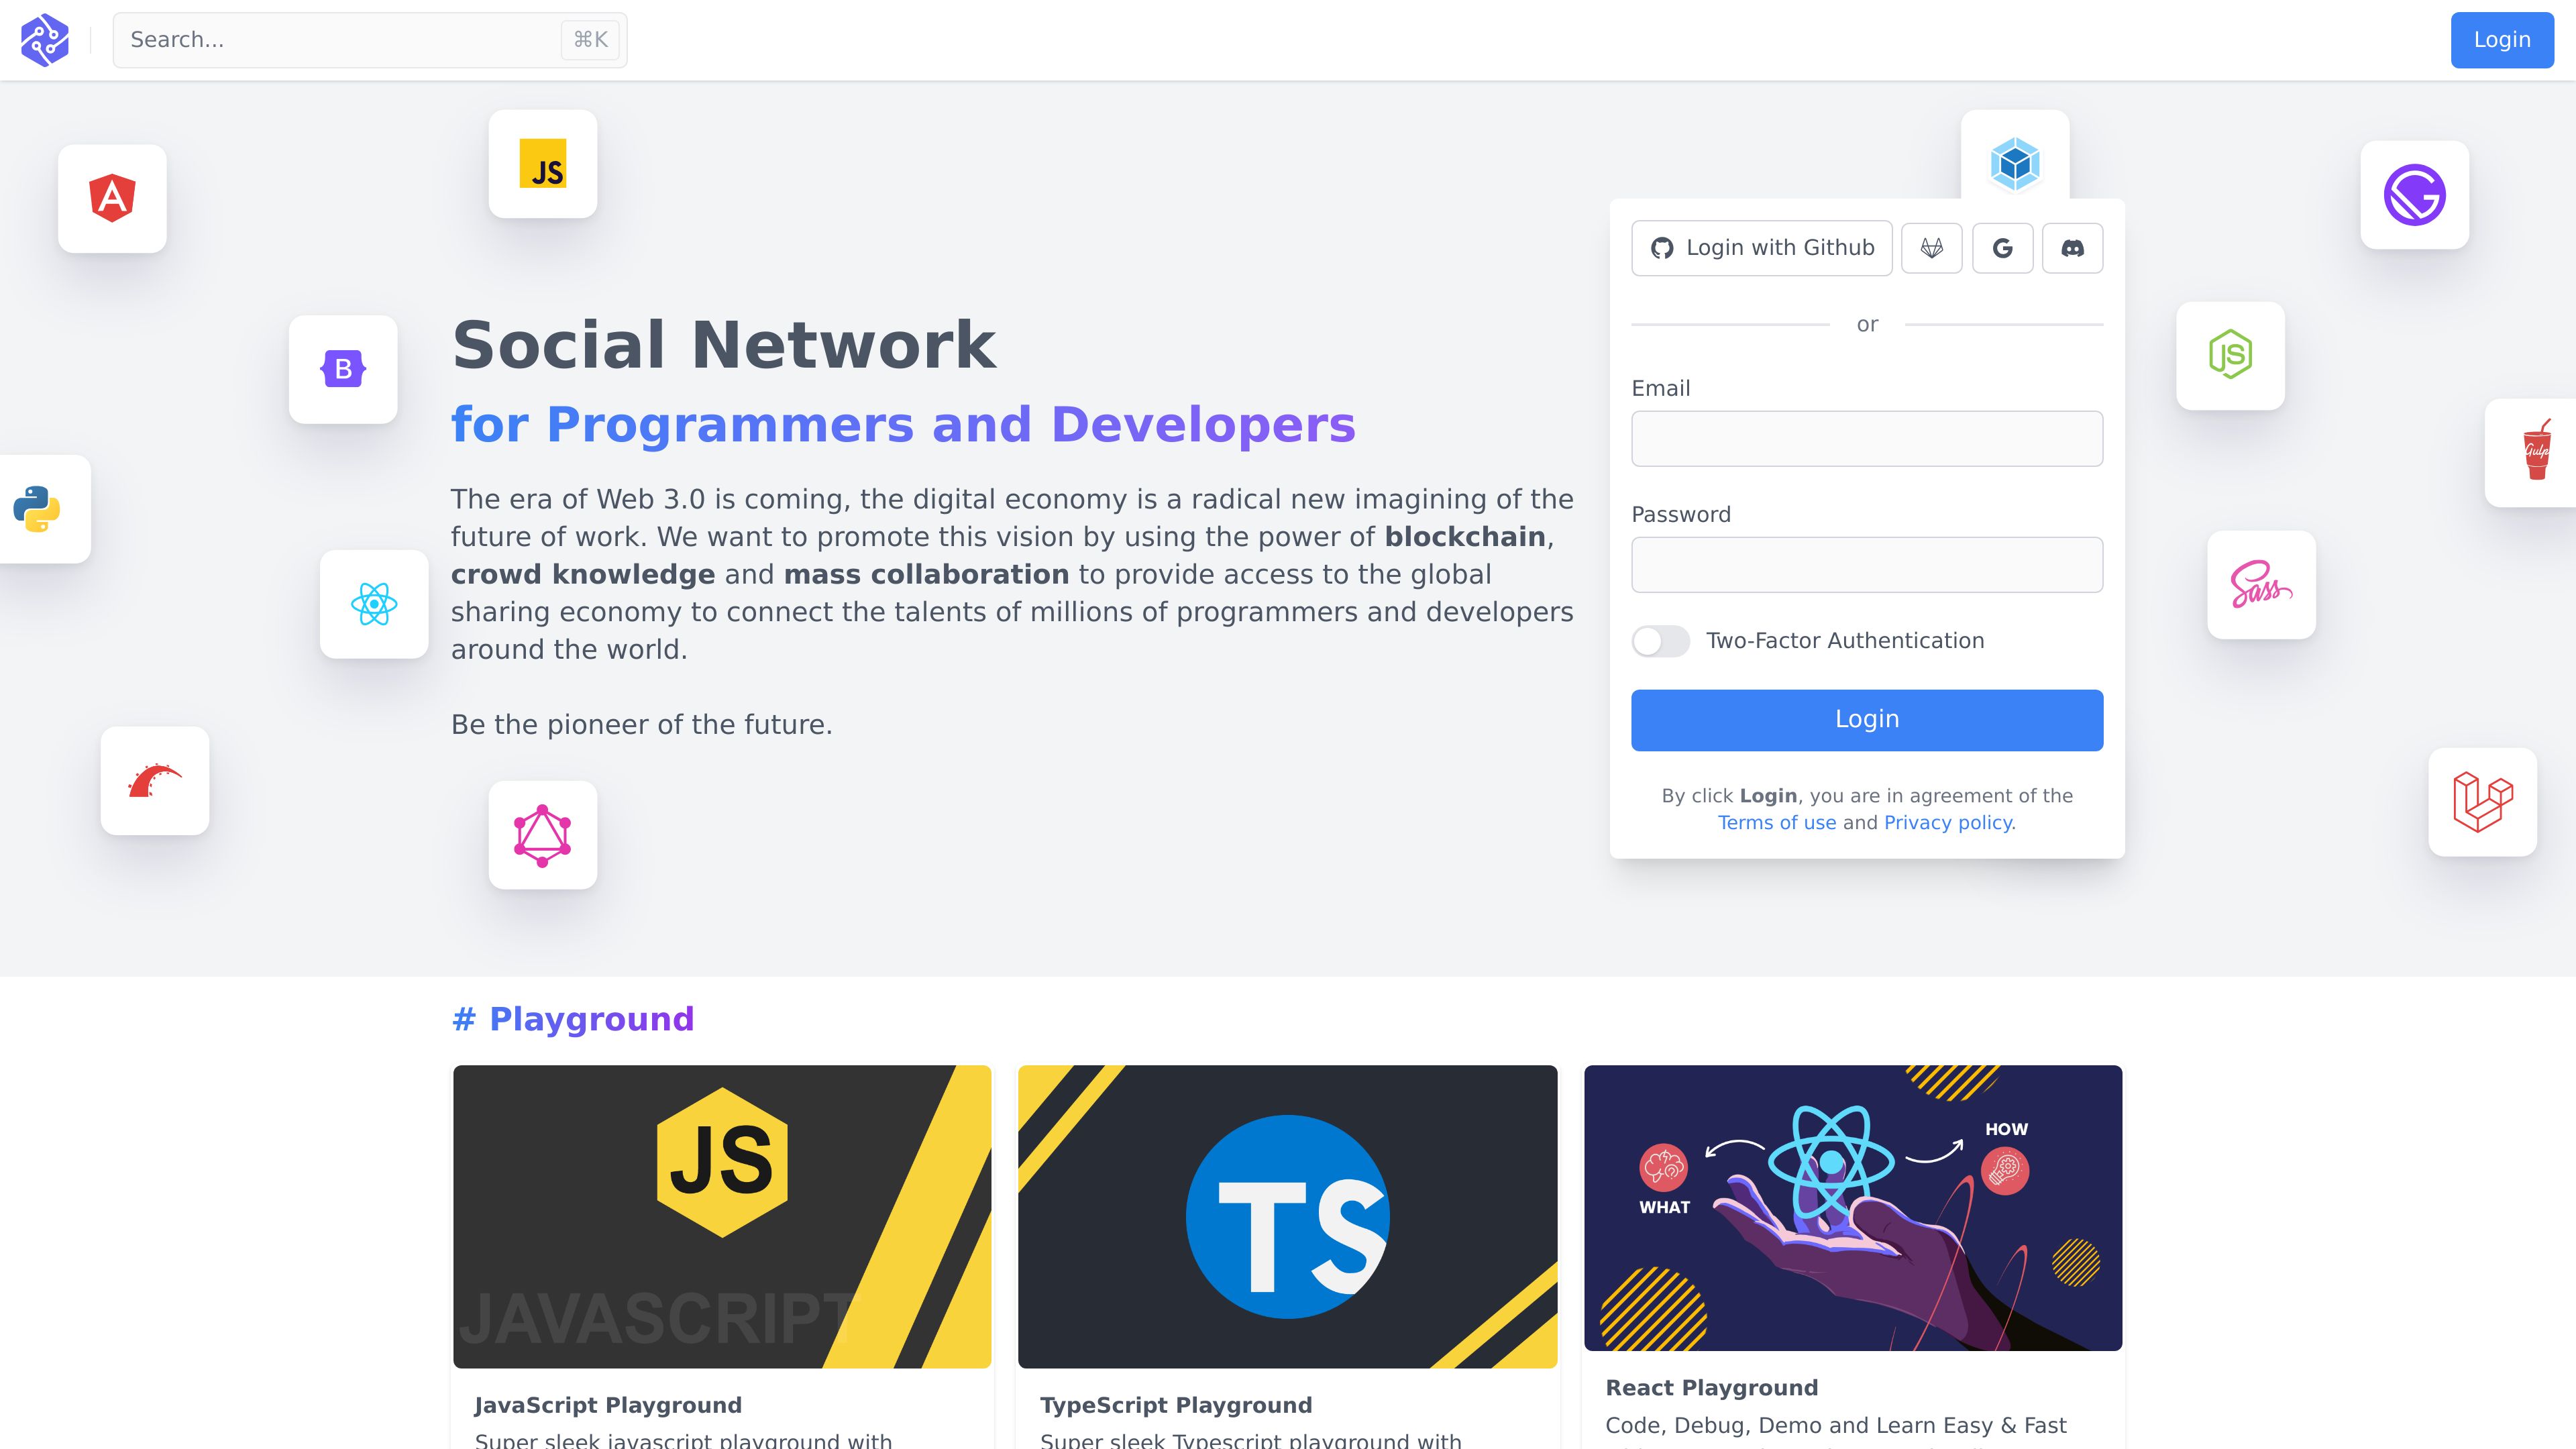 Search...
⌘K
Login
JS
Login with Github
or
B
JS
Social Network
for Programmers and Developers
Email
Gulp
The era of Web 3.0 is coming, the digital economy is a radical new imagining of the
future of work. We want to promote this vision by using the power of blockchain,
crowd knowledge and mass collaboration to provide access to the global
sharing economy to connect the talents of millions of programmers and developers
around the world.
Password
Sass
Two-Factor Authentication
Be the pioneer of the future.
Login
By click Login, you are in agreement of the
Terms of use and Privacy policy.
# Playground
JS
JAVASCRIPT
TS
HOW
WHAT
JavaScript Playground
Super sleek javascript playground with
TypeScript Playground
Super sleek Typescript playground with
React Playground
Code, Debug, Demo and Learn Easy & Fast